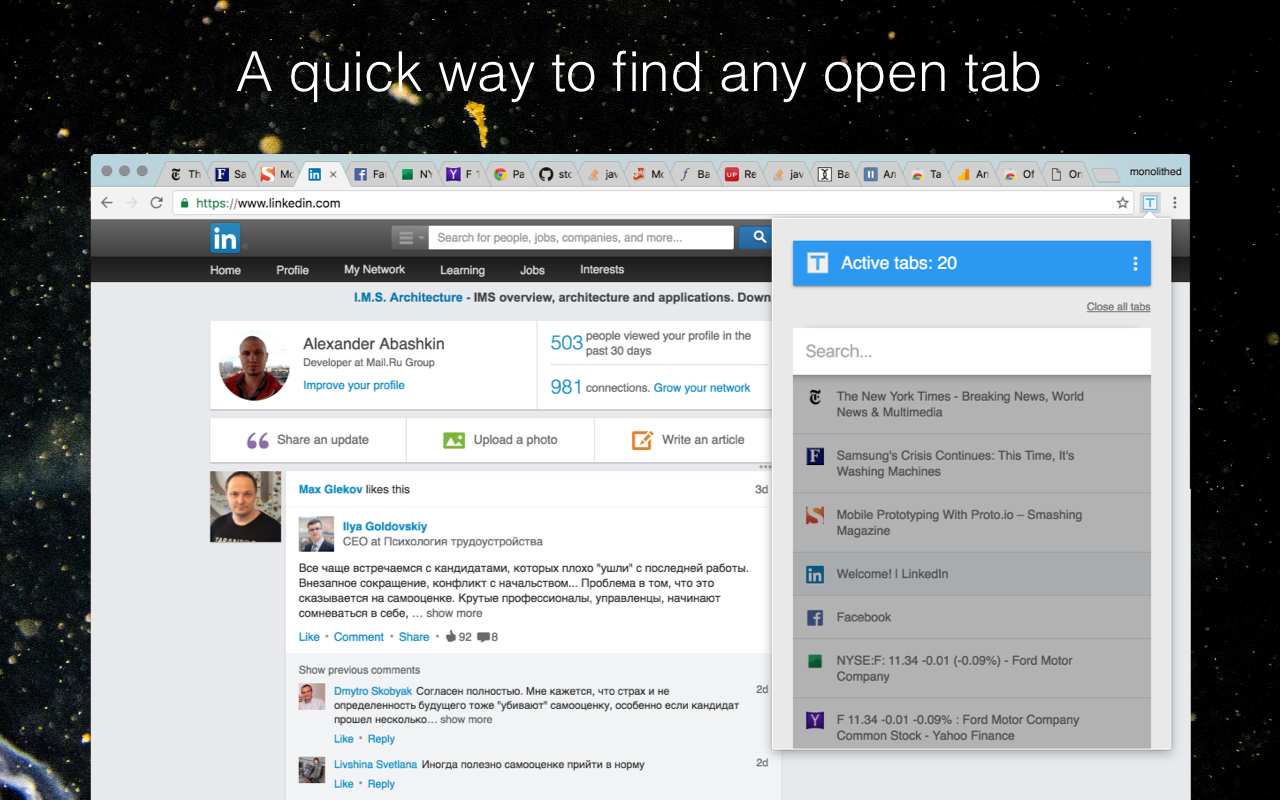 A quick way to find any open tab
Th Sa Mo Fa NY F 1 Pa sto jav Mc Ba Re jav Ba An Ta An Of On monolithed
https://www.linkedin.com
in Search for people, jobs, companies, and more...
Home Profile My Network Learning Jobs Interests
I.M.S. Architecture - IMS overview, architecture and applications. Down
Alexander Abashkin
Developer at Mail.Ru Group
Improve your profile
503 people viewed your profile in the
past 30 days
981 connections. Grow your network
Share an update Upload a photo Write an article
Max Glekov likes this 3d
Ilya Goldovskiy
CEO at Психология трудоустройства
Все чаще встречаемся с кандидатами, которых плохо "ушли" с последней работы.
Внезапное сокращение, конфликт с начальством... Проблема в том, что это
сказывается на самооценке. Крутые профессионалы, управленцы, начинают
сомневаться в себе, ... show more
Like • Comment • Share • 92 8
Show previous comments
Dmytro Skobyak Согласен полностью. Мне кажется, что страх и не 2d
определенность будущего тоже "убивают" самооценку, особенно если кандидат
прошел несколько... show more
Like • Reply
Livshina Svetlana Иногда полезно самооценке прийти в норму 2d
Like • Reply
T Active tabs: 20
Close all tabs
Search...
The New York Times - Breaking News, World
News & Multimedia
Samsung's Crisis Continues: This Time, It's
Washing Machines
Mobile Prototyping With Proto.io – Smashing
Magazine
Welcome! | LinkedIn
Facebook
NYSE:F: 11.34 -0.01 (-0.09%) - Ford Motor
Company
F 11.34 -0.01 -0.09% : Ford Motor Company
Common Stock - Yahoo Finance